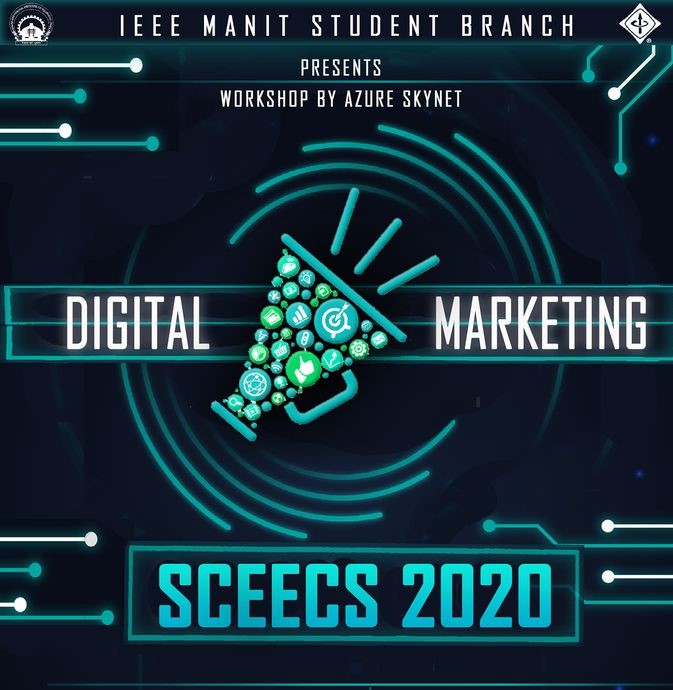 IEEE MANIT STUDENT BRANCH
PRESENTS
WORKSHOP BY AZURE SKYNET
DIGITAL MARKETING
SCEECS 2020